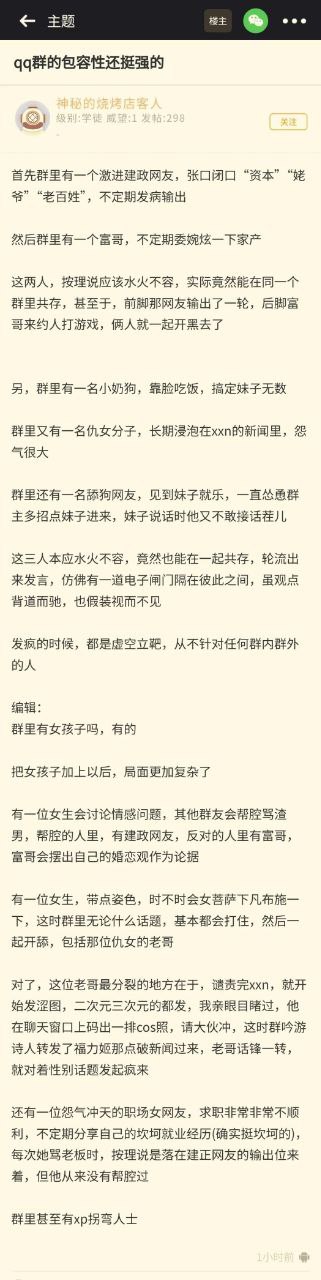 主题
楼主
qq群的包容性还挺强的
神秘的烧烤店客人
级别:学徒 威望:1 发帖:298
关注
首先群里有一个激进建政网友，张口闭口“资本”“姥
爷”“老百姓”，不定期发病输出
然后群里有一个富哥，不定期委婉炫一下家产
这两人，按理说应该水火不容，实际竟然能在同一个
群里共存，甚至于，前脚那网友输出了一轮，后脚富
哥来约人打游戏，俩人就一起开黑去了
另，群里有一名小奶狗，靠脸吃饭，搞定妹子无数
群里又有一名仇女分子，长期浸泡在xxn的新闻里，怨
气很大
群里还有一名舔狗网友，见到妹子就乐，一直怂恿群
主多招点妹子进来，妹子说话时他又不敢接话茬儿
这三人本应水火不容，竟然也能在一起共存，轮流出
来发言，仿佛有一道电子闸门隔在彼此之间，虽观点
背道而驰，也假装视而不见
发疯的时候，都是虚空立靶，从不针对任何群内群外
的人
编辑：
群里有女孩子吗，有的
把女孩子加上以后，局面更加复杂了
有一位女生会讨论情感问题，其他群友会帮腔骂渣
男，帮腔的人里，有建政网友，反对的人里有富哥，
富哥会摆出自己的婚恋观作为论据
有一位女生，带点姿色，时不时会女菩萨下凡布施一
下，这时群里无论什么话题，基本都会打住，然后一
起开舔，包括那位仇女的老哥
对了，这位老哥最分裂的地方在于，谴责完xxn，就开
始发涩图，二次元三次元的都发，我亲眼目睹过，他
在聊天窗口上码出一排cos照，请大伙冲，这时群吟游
诗人转发了福力姬那点破新闻过来，老哥话锋一转，
就对着性别话题发起疯来
还有一位怨气冲天的职场女网友，求职非常非常不顺
利，不定期分享自己的坎坷就业经历(确实挺坎坷的)，
每次她骂老板时，按理说是落在建正网友的输出位来
着，但他从来没有帮腔过
群里甚至有xp拐弯人士
1小时前